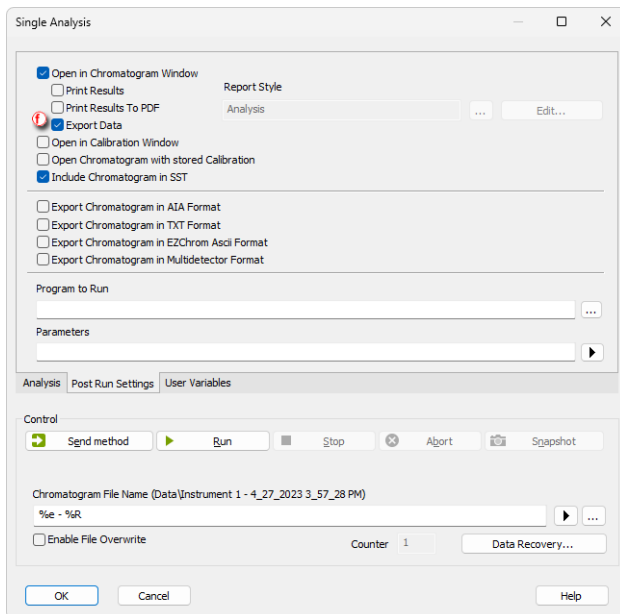 Single Analysis
Open in Chromatogram Window
Print Results
Report Style
Print Results To PDF
Analysis
...
Edit...
f
Export Data
Open in Calibration Window
Open Chromatogram with stored Calibration
Include Chromatogram in SST
Export Chromatogram in AIA Format
Export Chromatogram in TXT Format
Export Chromatogram in EZChrom Ascii Format
Export Chromatogram in Multidetector Format
Program to Run
...
Parameters
Analysis Post Run Settings User Variables
Control
Send method Run Stop Abort Snapshot
Chromatogram File Name (Data\Instrument 1 - 4_27_2023 3_57_28 PM)
%e - %R
...
Enable File Overwrite
Counter 1
Data Recovery...
OK Cancel Help